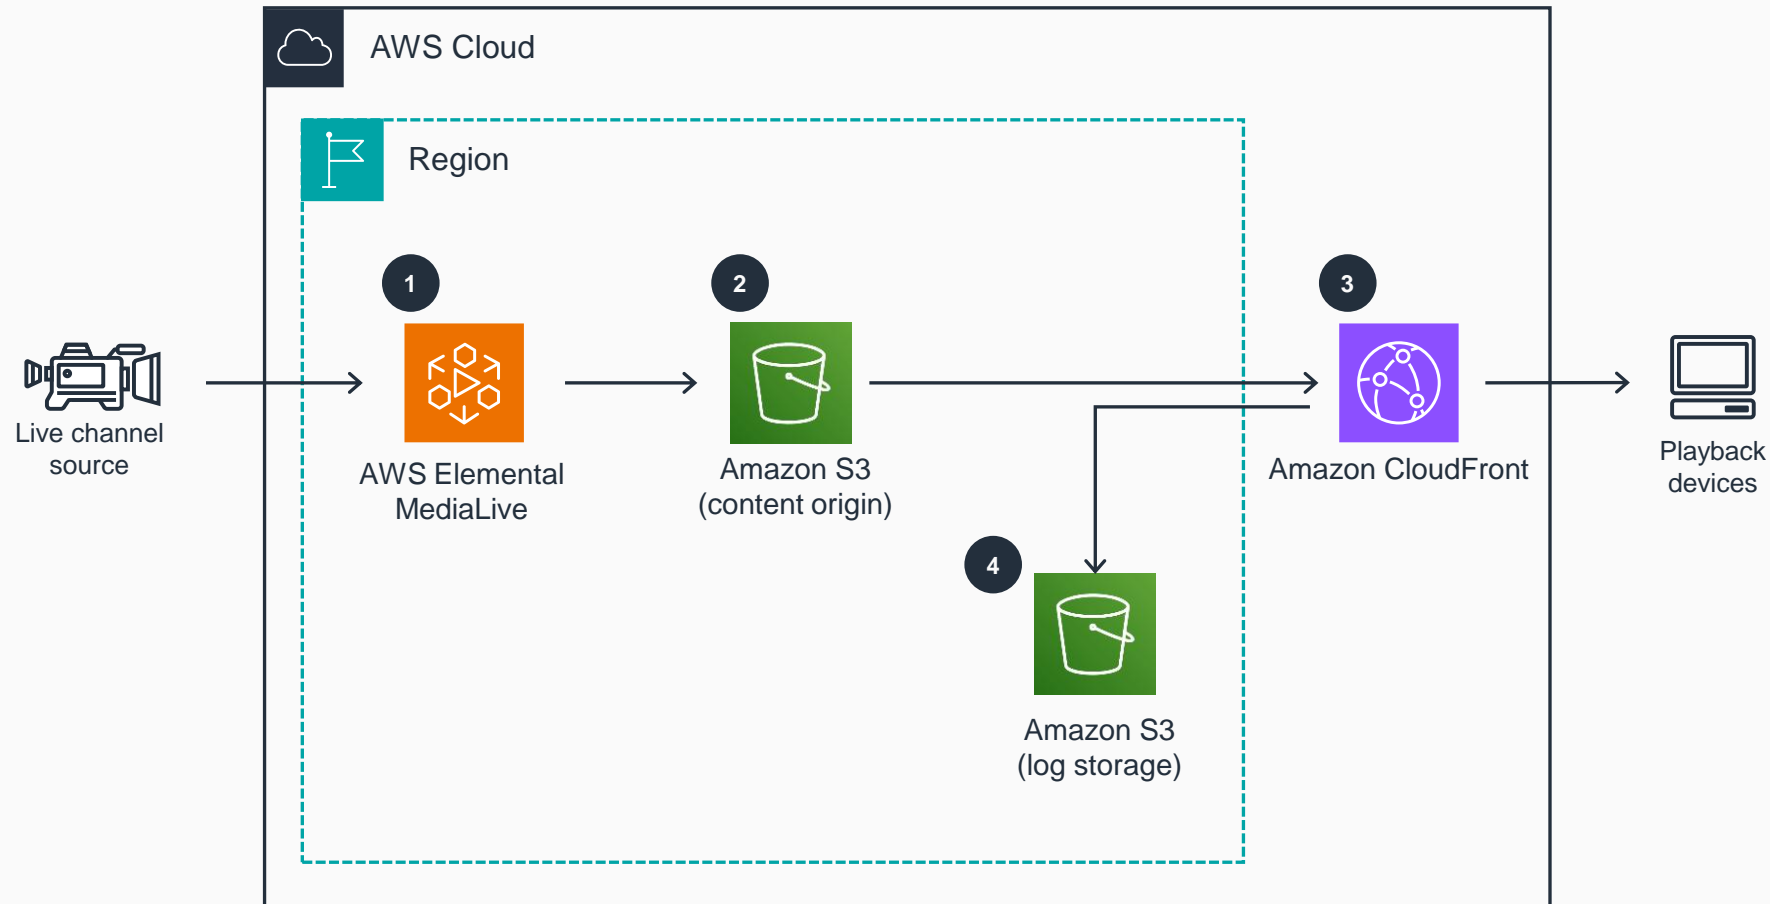 AWS Cloud
Region
1
2
3
Live channel
source
AWS Elemental
MediaLive
Amazon S3
(content origin)
Amazon CloudFront
Playback
devices
4
Amazon S3
(log storage)